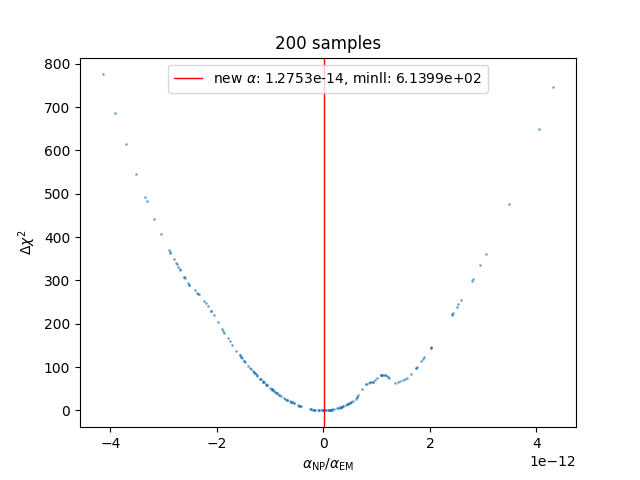 200 samples
new α: 1.2753e-14, minll: 6.1399e+02
800
700
600
500
400
300
200
100
0
Δχ²
−4 −2 0 2 4
1e−12
α_NP/α_EM